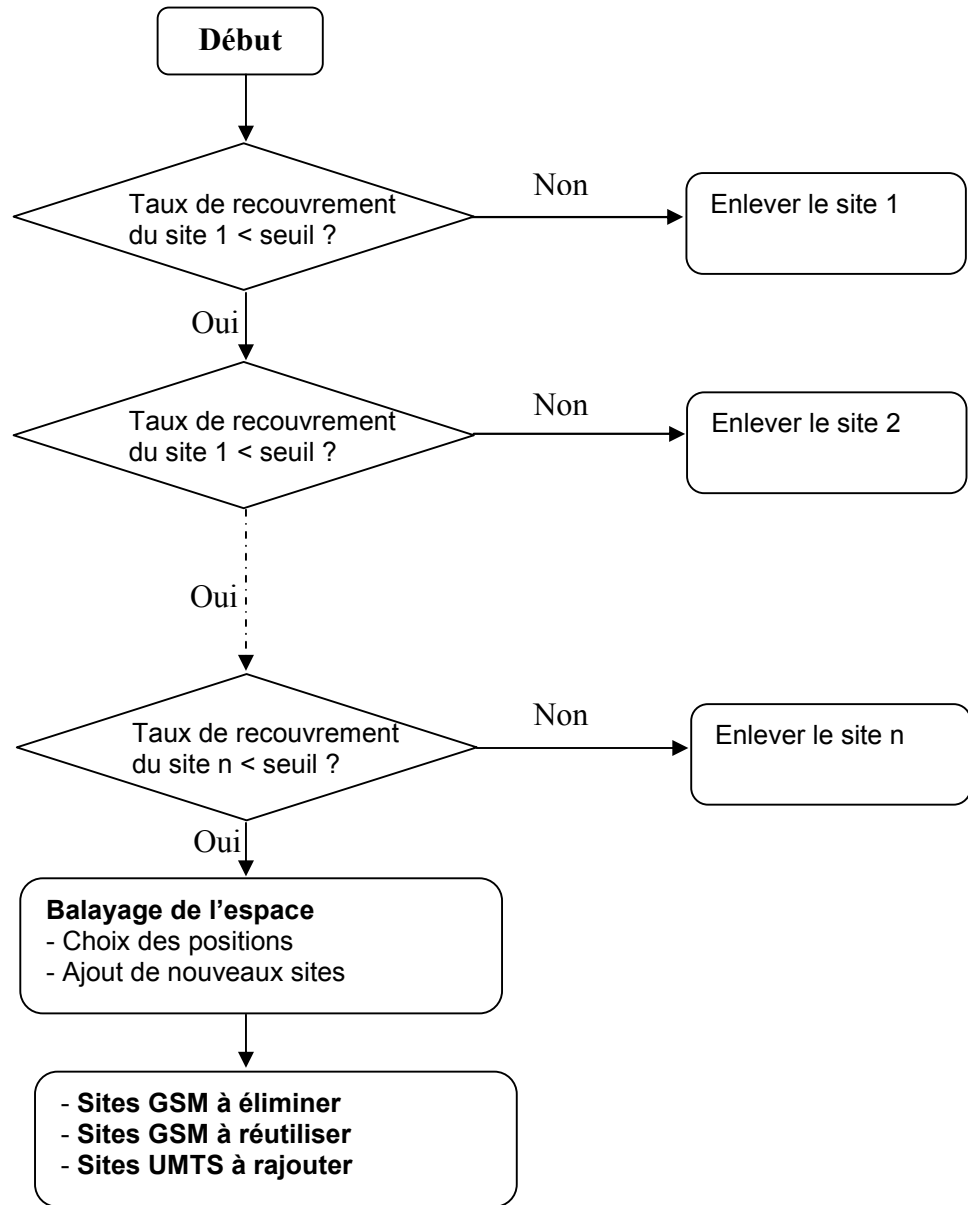 Début
Taux de recouvrement
du site 1 < seuil ?
Non
Enlever le site 1
Oui
Taux de recouvrement
du site 1 < seuil ?
Non
Enlever le site 2
Oui
Taux de recouvrement
du site n < seuil ?
Non
Enlever le site n
Oui
Balayage de l’espace
- Choix des positions
- Ajout de nouveaux sites
- Sites GSM à éliminer
- Sites GSM à réutiliser
- Sites UMTS à rajouter